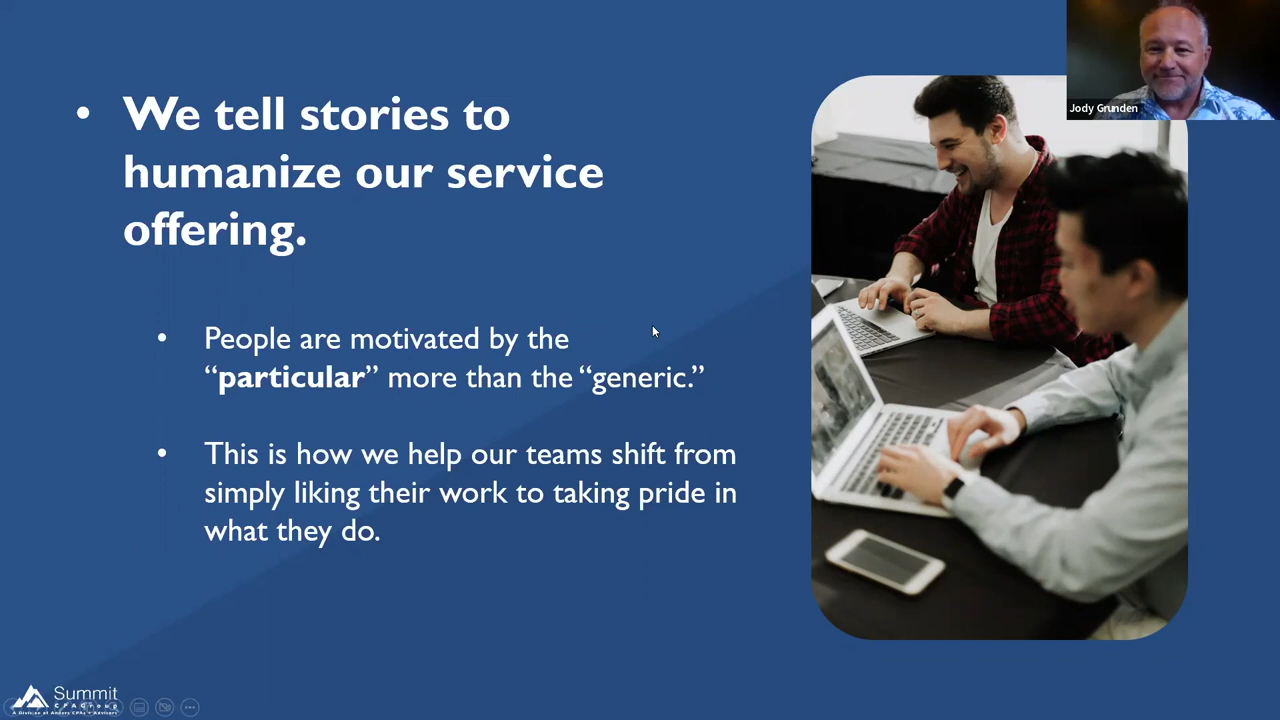 Jody Grunden
• We tell stories to
humanize our service
offering.
• People are motivated by the
“particular” more than the “generic.”
• This is how we help our teams shift from
simply liking their work to taking pride in
what they do.
Summit
CPA Group
A Division of Anders CPAs + Advisors